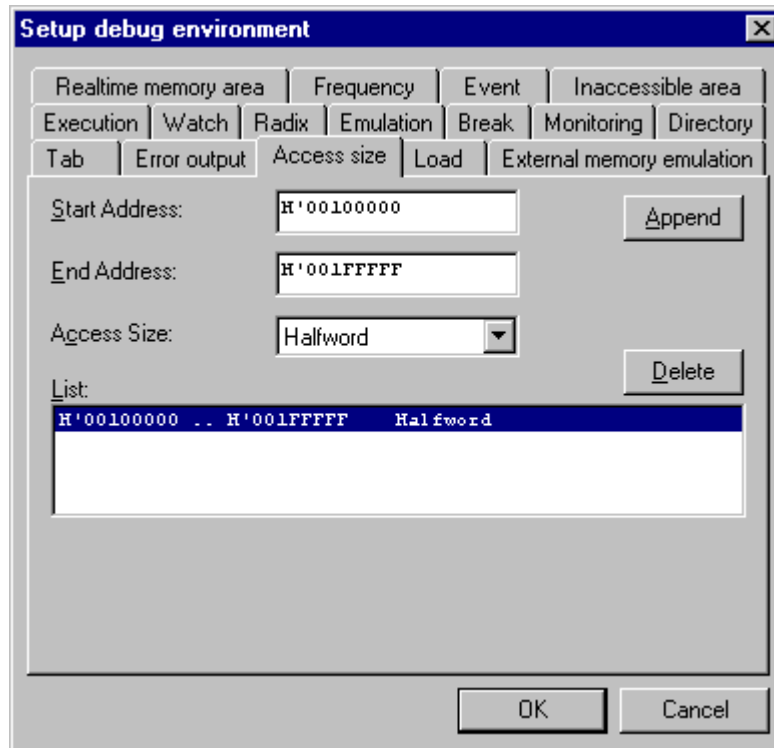 Setup debug environment
Realtime memory area Frequency Event Inaccessible area
Execution Watch Radix Emulation Break Monitoring Directory
Tab Error output Access size Load External memory emulation
Start Address: H'00100000 Append
End Address: H'001FFFFF
Access Size: Halfword
Delete
List:
H'00100000 .. H'001FFFFF Halfword
OK Cancel